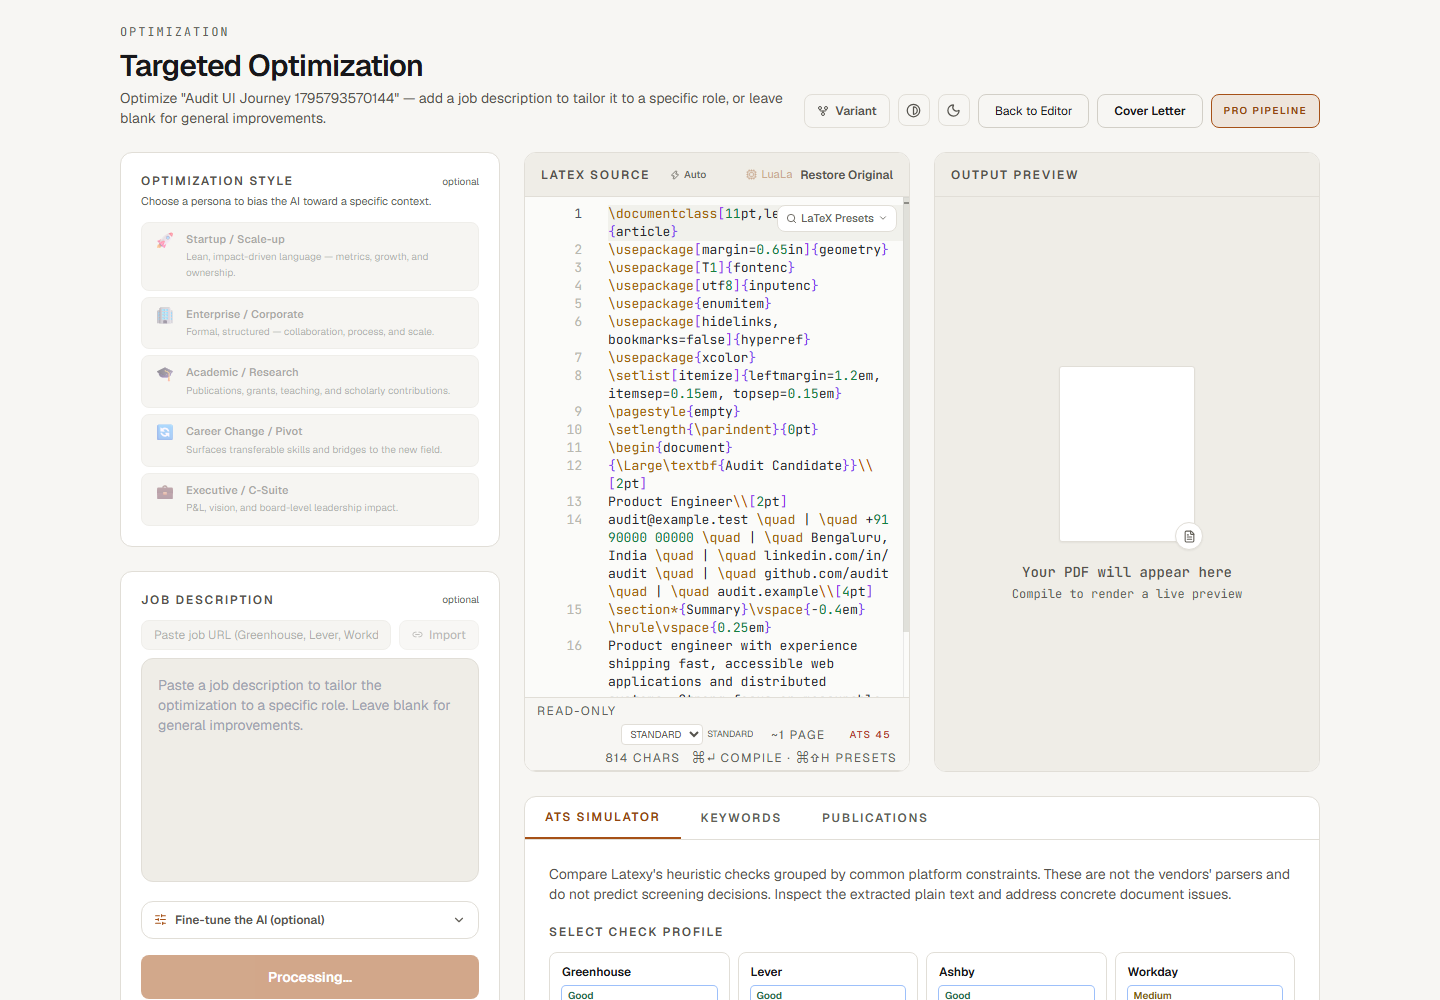 OPTIMIZATION
Targeted Optimization
Optimize "Audit UI Journey 1795793570144" — add a job description to tailor it to a specific role, or leave
blank for general improvements.
Variant
Back to Editor
Cover Letter
PRO PIPELINE
OPTIMIZATION STYLE
optional
Choose a persona to bias the AI toward a specific context.
Startup / Scale-up
Lean, impact-driven language — metrics, growth, and
ownership.
Enterprise / Corporate
Formal, structured — collaboration, process, and scale.
Academic / Research
Publications, grants, teaching, and scholarly contributions.
Career Change / Pivot
Surfaces transferable skills and bridges to the new field.
Executive / C-Suite
P&L, vision, and board-level leadership impact.
JOB DESCRIPTION
optional
Paste job URL (Greenhouse, Lever, Workd
Import
Paste a job description to tailor the
optimization to a specific role. Leave blank for
general improvements.
Fine-tune the AI (optional)
Processing...
LATEX SOURCE
Auto
LuaLa
Restore Original
LaTeX Presets
1 \documentclass[11pt,le
{article}
2 \usepackage[margin=0.65in]{geometry}
3 \usepackage[T1]{fontenc}
4 \usepackage[utf8]{inputenc}
5 \usepackage{enumitem}
6 \usepackage[hidelinks,
bookmarks=false]{hyperref}
7 \usepackage{xcolor}
8 \setlist[itemize]{leftmargin=1.2em,
itemsep=0.15em, topsep=0.15em}
9 \pagestyle{empty}
10 \setlength{\parindent}{0pt}
11 \begin{document}
12 {\Large\textbf{Audit Candidate}}\\
[2pt]
13 Product Engineer\\[2pt]
14 audit@example.test \quad | \quad +91
90000 00000 \quad | \quad Bengaluru,
India \quad | \quad linkedin.com/in/
audit \quad | \quad github.com/audit
\quad | \quad audit.example\\[4pt]
15 \section*{Summary}\vspace{-0.4em}
\hrule\vspace{0.25em}
16 Product engineer with experience
shipping fast, accessible web
applications and distributed
READ-ONLY
STANDARD
STANDARD
~1 PAGE
ATS 45
814 CHARS
⌘↵ COMPILE · ⌘⇧H PRESETS
OUTPUT PREVIEW
Your PDF will appear here
Compile to render a live preview
ATS SIMULATOR
KEYWORDS
PUBLICATIONS
Compare Latexy's heuristic checks grouped by common platform constraints. These are not the vendors' parsers and
do not predict screening decisions. Inspect the extracted plain text and address concrete document issues.
SELECT CHECK PROFILE
Greenhouse
Good
Lever
Good
Ashby
Good
Workday
Medium